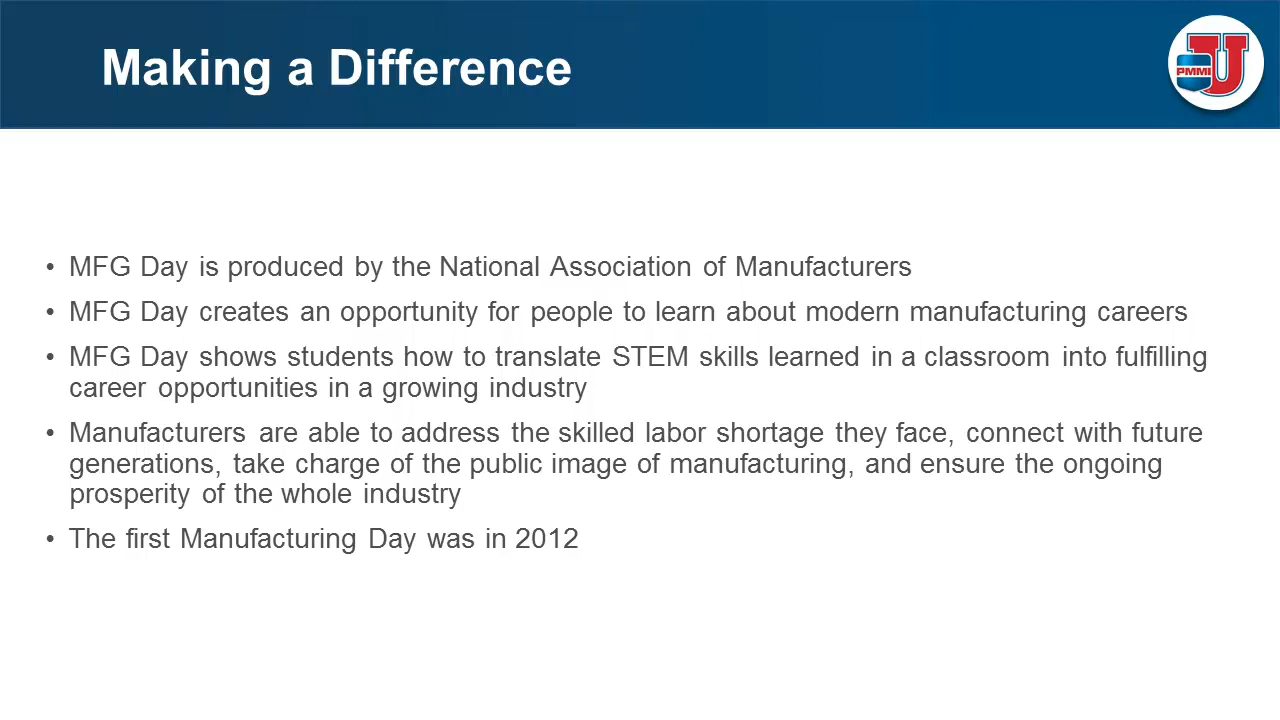 Making a Difference
PMMI U
• MFG Day is produced by the National Association of Manufacturers
• MFG Day creates an opportunity for people to learn about modern manufacturing careers
• MFG Day shows students how to translate STEM skills learned in a classroom into fulfilling
career opportunities in a growing industry
• Manufacturers are able to address the skilled labor shortage they face, connect with future
generations, take charge of the public image of manufacturing, and ensure the ongoing
prosperity of the whole industry
• The first Manufacturing Day was in 2012